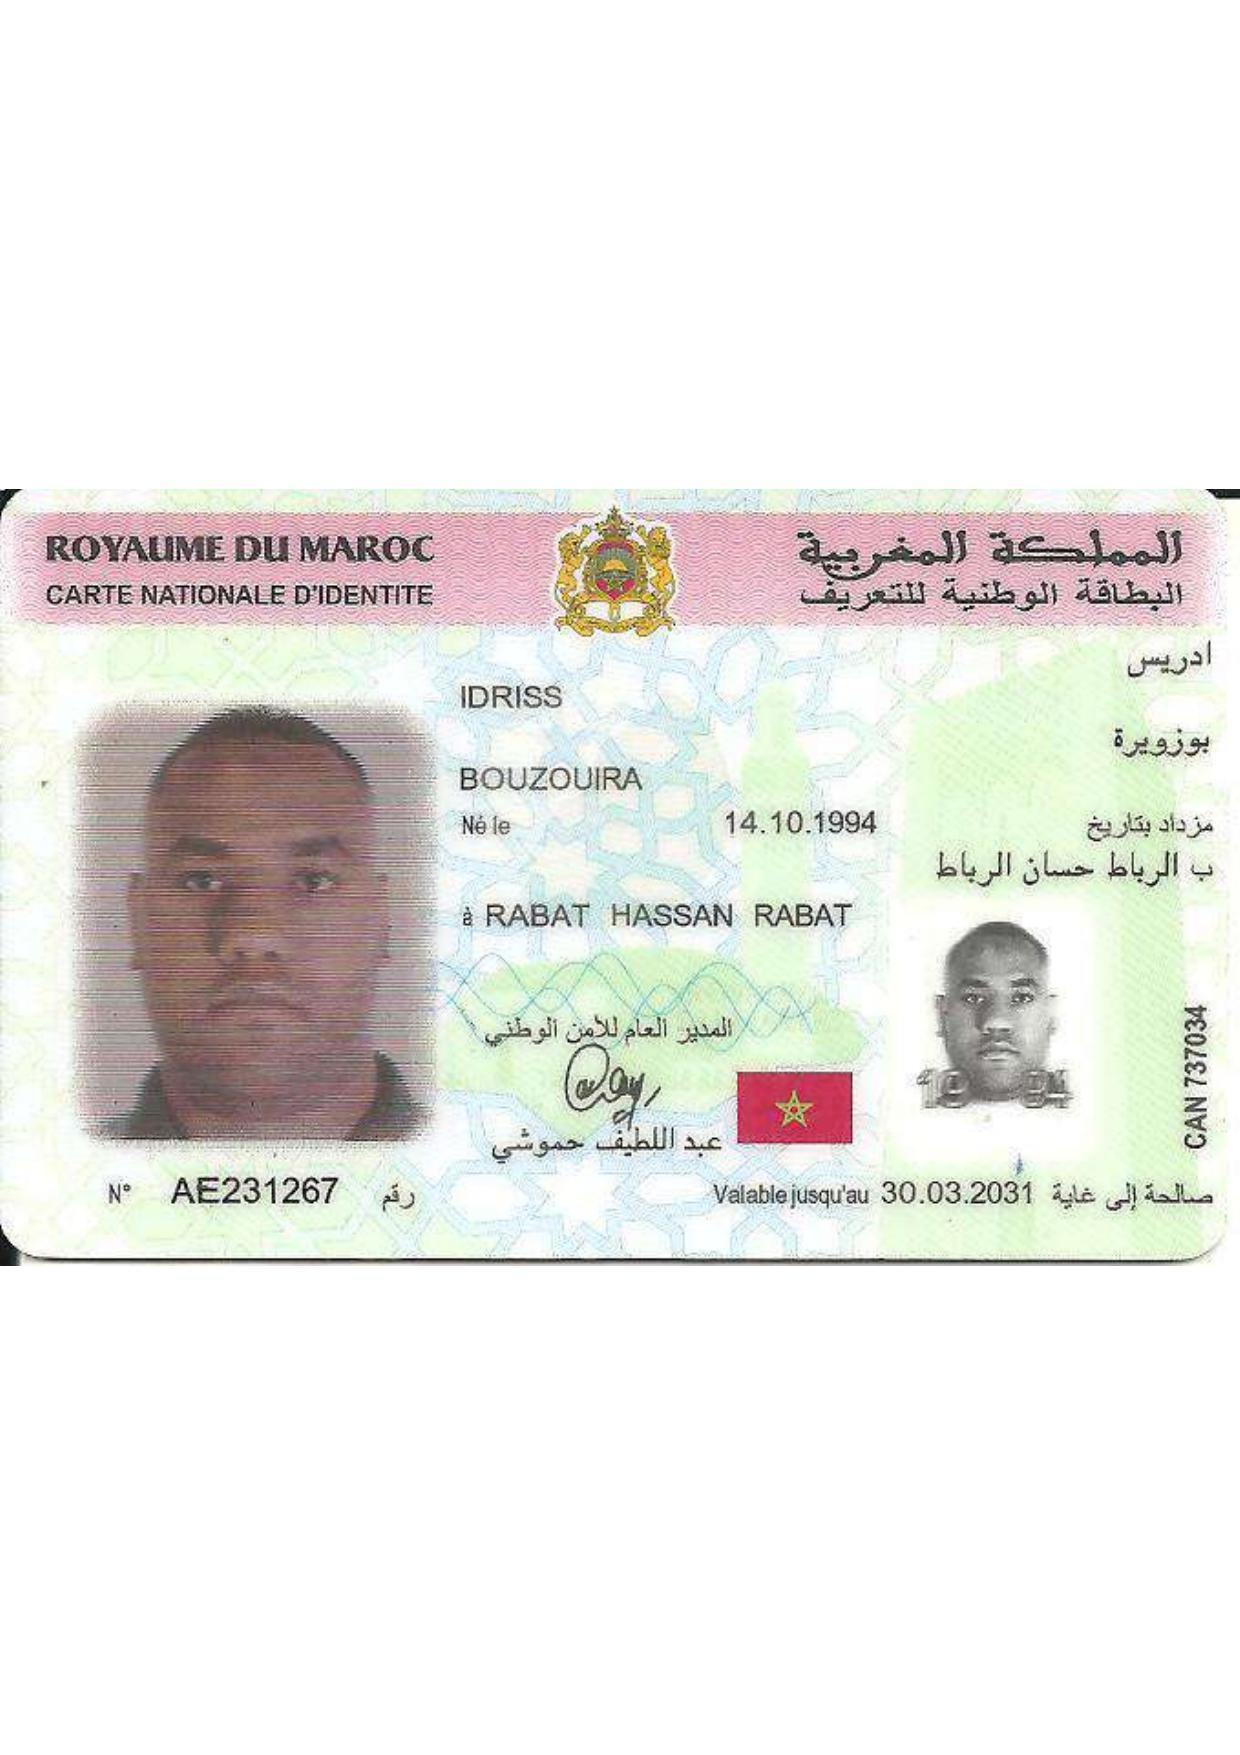 ROYAUME DU MAROC
المملكة المغربية
CARTE NATIONALE D'IDENTITE
البطاقة الوطنية للتعريف
ادريس
IDRISS
بوزويرة
BOUZOUIRA
Né le 14.10.1994 مزداد بتاريخ
ب الرباط حسان الرباط
à RABAT HASSAN RABAT
المدير العام للأمن الوطني
عبد اللطيف حموشي
CAN 737034
N° AE231267 رقم
Valable jusqu'au 30.03.2031 صالحة إلى غاية